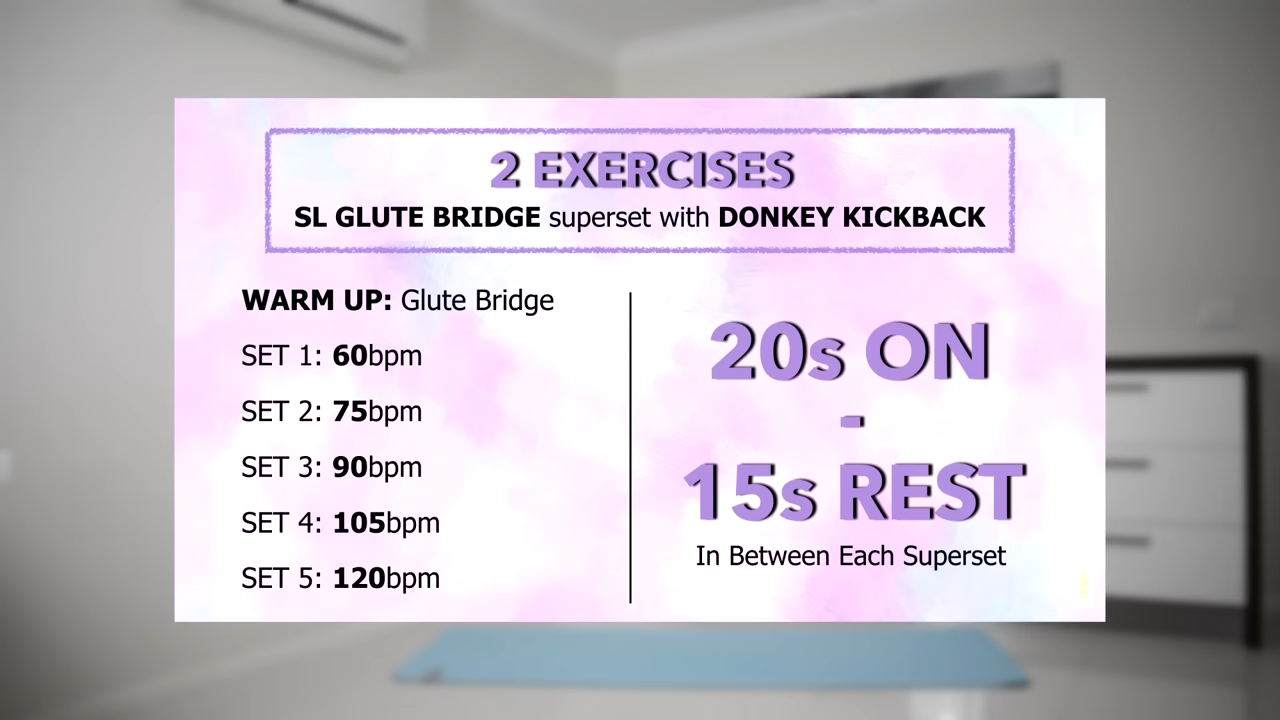 2 EXERCISES
SL GLUTE BRIDGE superset with DONKEY KICKBACK
WARM UP: Glute Bridge
SET 1: 60bpm
SET 2: 75bpm
SET 3: 90bpm
SET 4: 105bpm
SET 5: 120bpm
20s ON
-
15s REST
In Between Each Superset